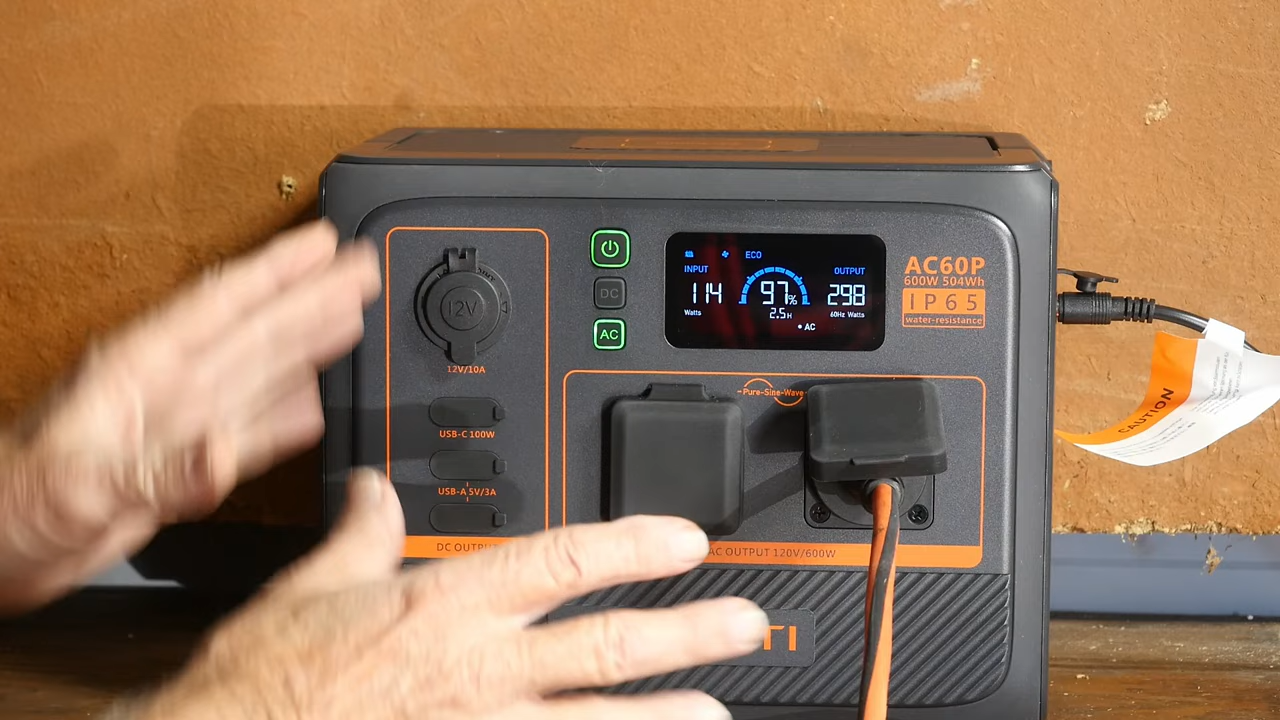 12V
12V/10A
USB-C 100W
USB-A 5V/3A
DC OUTPUT
DC
AC
ECO
INPUT
OUTPUT
114
97%
298
Watts
2.5H
60Hz Watts
AC
AC60P
600W 504Wh
IP65
water-resistance
Pure-Sine-Wave
AC OUTPUT 120V/600W
TI
CAUTION